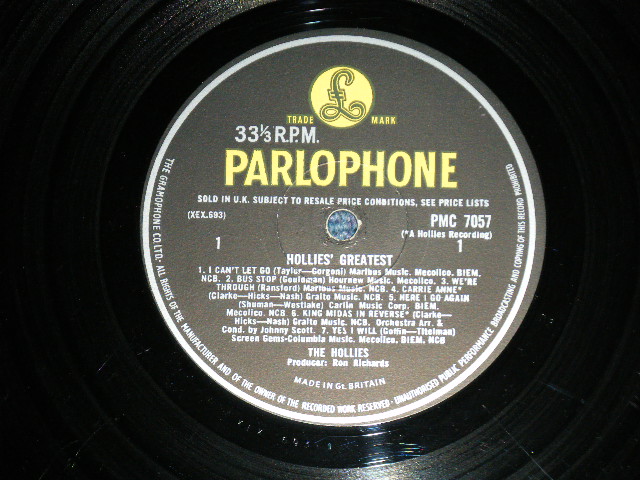 TRADE MARK
33⅓ R.P.M.
PARLOPHONE
SOLD IN U.K. SUBJECT TO RESALE PRICE CONDITIONS, SEE PRICE LISTS
(XEX.693) PMC 7057
(*A Hollies Recording)
1 1
HOLLIES' GREATEST
1. I CAN'T LET GO (Taylor—Gorgoni) Maribus Music. Mecolico. BIEM.
NCB. 2. BUS STOP (Gouldman) Hournew Music. NCB. 3. WE'RE
THROUGH (Ransford) Maribus Music. NCB. 4. CARRIE ANNE*
(Clarke—Hicks—Nash) Gralto Music. NCB. 5. HERE I GO AGAIN
(Shuman—Westlake) Carlin Music Corp. BIEM.
Mecolico. NCB. 6. KING MIDAS IN REVERSE* (Clarke—
Hicks—Nash) Gralto Music. NCB. Orchestra Arr. &
Cond. by Johnny Scott. 7. YES I WILL (Goffin—Titelman)
Screen Gems-Columbia Music. Mecolico. BIEM. NCB
THE HOLLIES
Producer: Ron Richards
MADE IN Gt. BRITAIN
THE GRAMOPHONE CO. LTD. · ALL RIGHTS OF THE MANUFACTURER AND OF THE OWNER OF THE RECORDED WORK RESERVED · UNAUTHORISED PUBLIC PERFORMANCE BROADCASTING AND COPYING OF THIS RECORD PROHIBITED